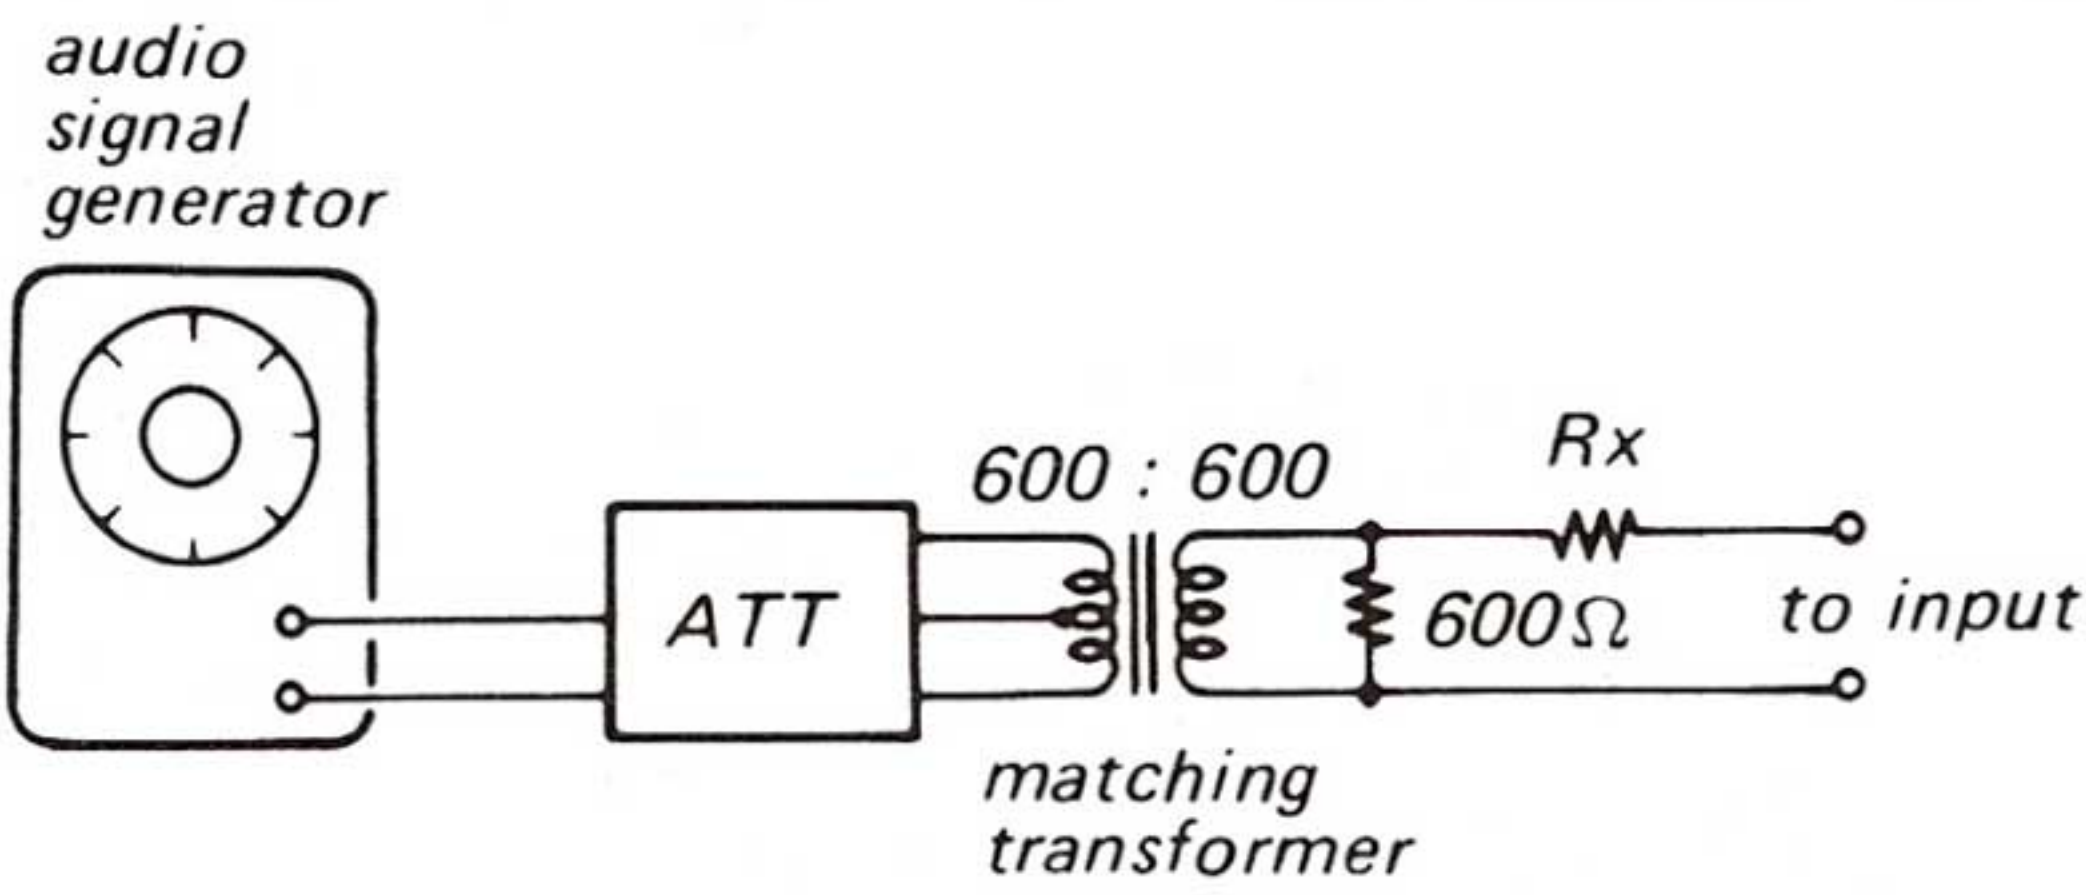 audio
signal
generator
ATT
600 : 600
Rx
600Ω
to input
matching
transformer